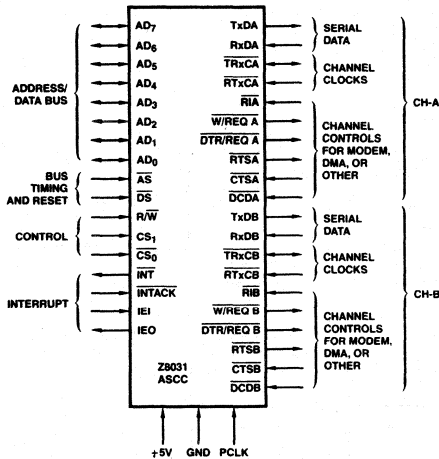 ADDRESS/
DATA BUS
BUS
TIMING
AND RESET
CONTROL
INTERRUPT
AD7
AD6
AD5
AD4
AD3
AD2
AD1
AD0
AS
DS
R/W
CS1
CS0
INT
INTACK
IEI
IEO
Z8031
ASCC
TxDA
RxDA
TRxCA
RTxCA
RIA
W/REQ A
DTR/REQ A
RTSA
CTSA
DCDA
TxDB
RxDB
TRxCB
RTxCB
RIB
W/REQ B
DTR/REQ B
RTSB
CTSB
DCDB
SERIAL
DATA
CHANNEL
CLOCKS
CHANNEL
CONTROLS
FOR MODEM,
DMA, OR
OTHER
CH-A
SERIAL
DATA
CHANNEL
CLOCKS
CHANNEL
CONTROLS
FOR MODEM,
DMA, OR
OTHER
CH-B
+5V GND PCLK